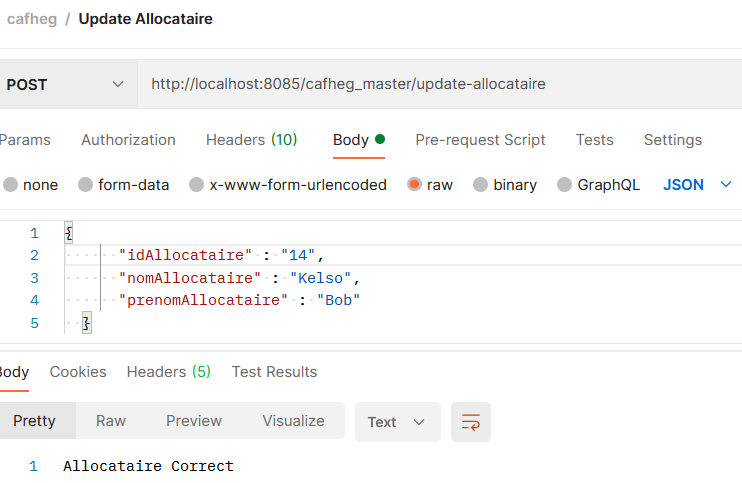 cafheg / Update Allocataire
POST http://localhost:8085/cafheg_master/update-allocataire
Params Authorization Headers (10) Body Pre-request Script Tests Settings
none form-data x-www-form-urlencoded raw binary GraphQL JSON
1 {
2 "idAllocataire" : "14",
3 "nomAllocataire" : "Kelso",
4 "prenomAllocataire" : "Bob"
5 }
Body Cookies Headers (5) Test Results
Pretty Raw Preview Visualize Text
1 Allocataire Correct